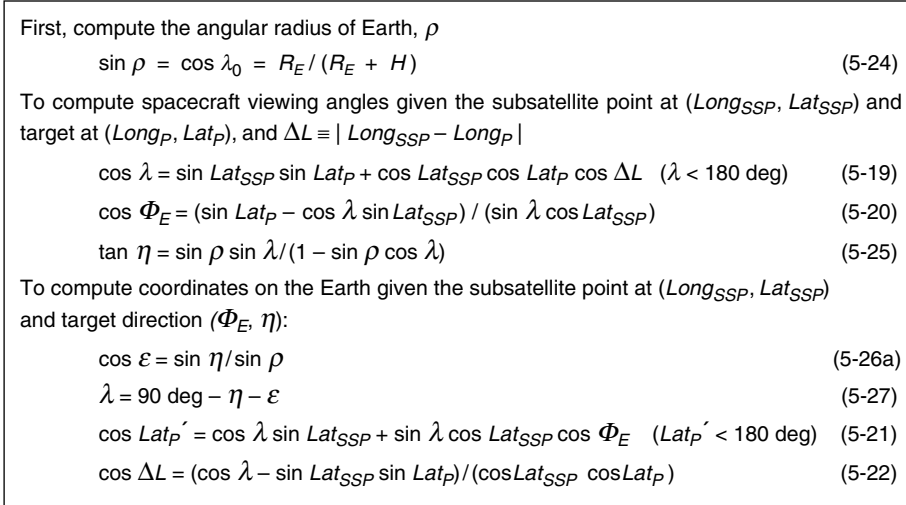 First, compute the angular radius of Earth, ρ
sin ρ = cos λ₀ = R_E / (R_E + H) (5-24)
To compute spacecraft viewing angles given the subsatellite point at (Long_SSP, Lat_SSP) and
target at (Long_P, Lat_P), and ΔL ≡ | Long_SSP – Long_P |
cos λ = sin Lat_SSP sin Lat_P + cos Lat_SSP cos Lat_P cos ΔL (λ < 180 deg) (5-19)
cos Φ_E = (sin Lat_P – cos λ sin Lat_SSP) / (sin λ cos Lat_SSP) (5-20)
tan η = sin ρ sin λ/(1 – sin ρ cos λ) (5-25)
To compute coordinates on the Earth given the subsatellite point at (Long_SSP, Lat_SSP)
and target direction (Φ_E, η):
cos ε = sin η/sin ρ (5-26a)
λ = 90 deg – η – ε (5-27)
cos Lat_P′ = cos λ sin Lat_SSP + sin λ cos Lat_SSP cos Φ_E (Lat_P′ < 180 deg) (5-21)
cos ΔL = (cos λ – sin Lat_SSP sin Lat_P)/(cosLat_SSP cosLat_P) (5-22)